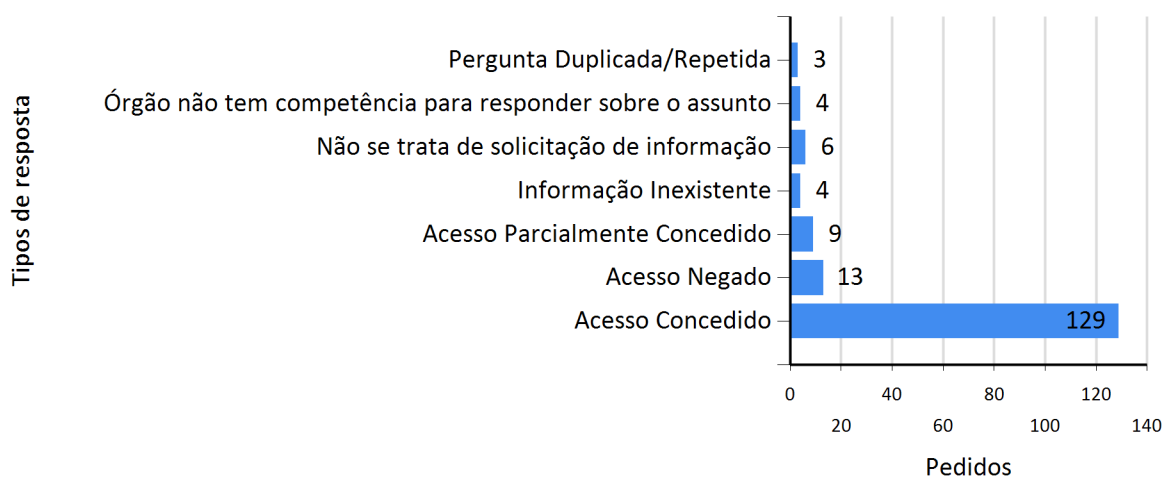 Tipos de resposta
Pergunta Duplicada/Repetida 3
Órgão não tem competência para responder sobre o assunto 4
Não se trata de solicitação de informação 6
Informação Inexistente 4
Acesso Parcialmente Concedido 9
Acesso Negado 13
Acesso Concedido 129
0 40 80 120
20 60 100 140
Pedidos